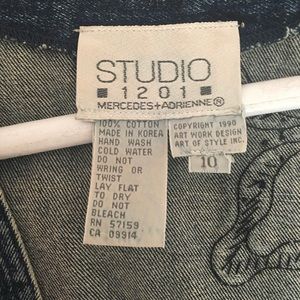 STUDIO
1201
MERCEDES+ADRIENNE®
100% COTTON
MADE IN KOREA
HAND WASH
COLD WATER
DO NOT
WRING OR
TWIST
LAY FLAT
TO DRY
DO NOT
BLEACH
RN 57159
CA 09914
COPYRIGHT 1990
ART WORK DESIGN
ART OF STYLE INC.
10